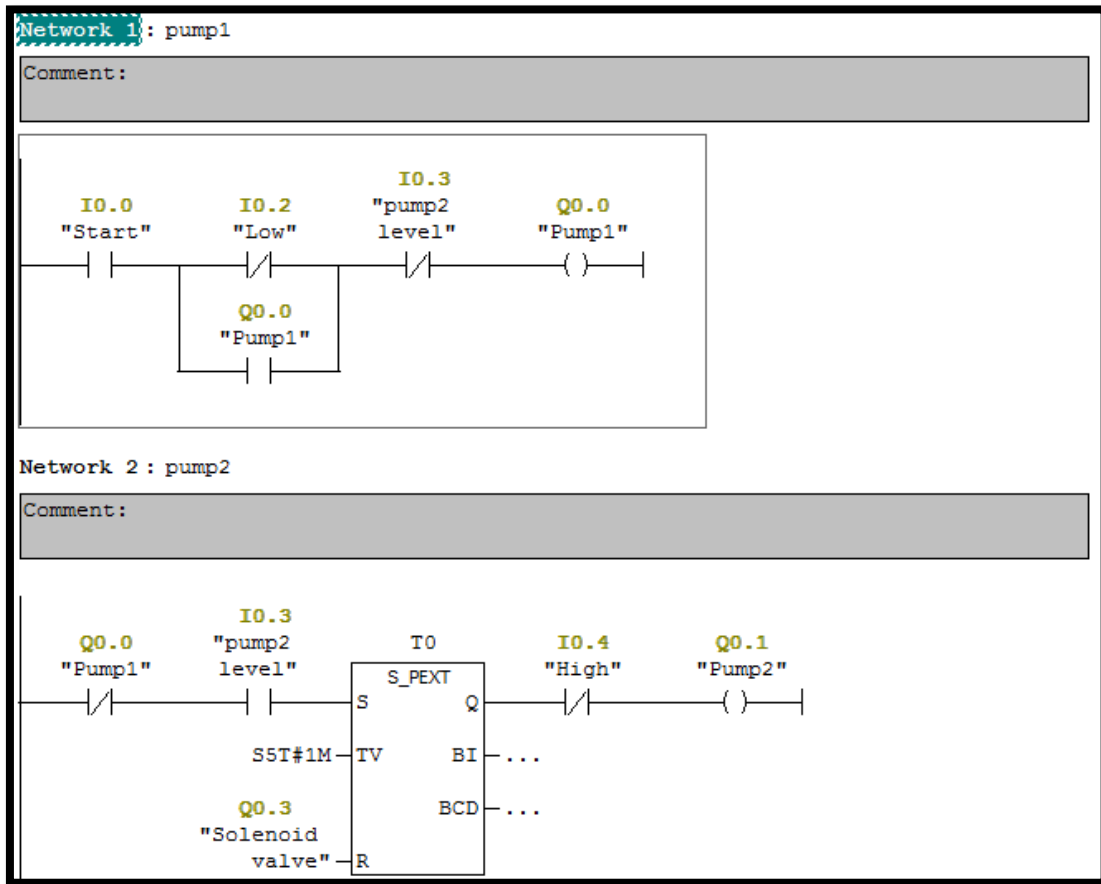 Network 1 : pump1
Comment:
I0.3
I0.0 I0.2 "pump2 Q0.0
"Start" "Low" level" "Pump1"
Q0.0
"Pump1"
Network 2 : pump2
Comment:
I0.3
Q0.0 "pump2 T0 I0.4 Q0.1
"Pump1" level" S_PEXT "High" "Pump2"
S Q
S5T#1M TV BI ...
Q0.3 BCD ...
"Solenoid
valve" R